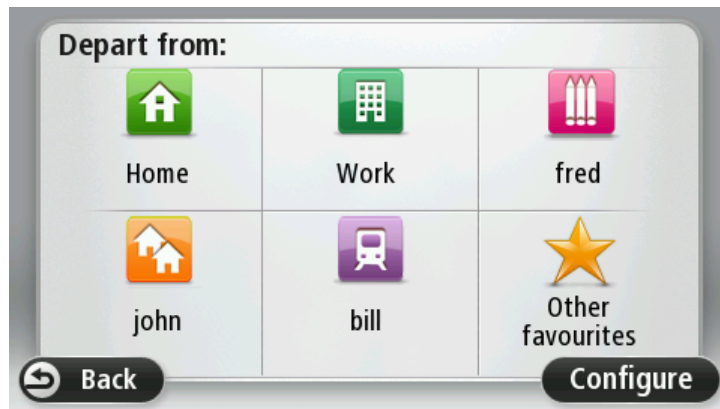 Depart from:
Home
Work
fred
john
bill
Other
favourites
Back
Configure